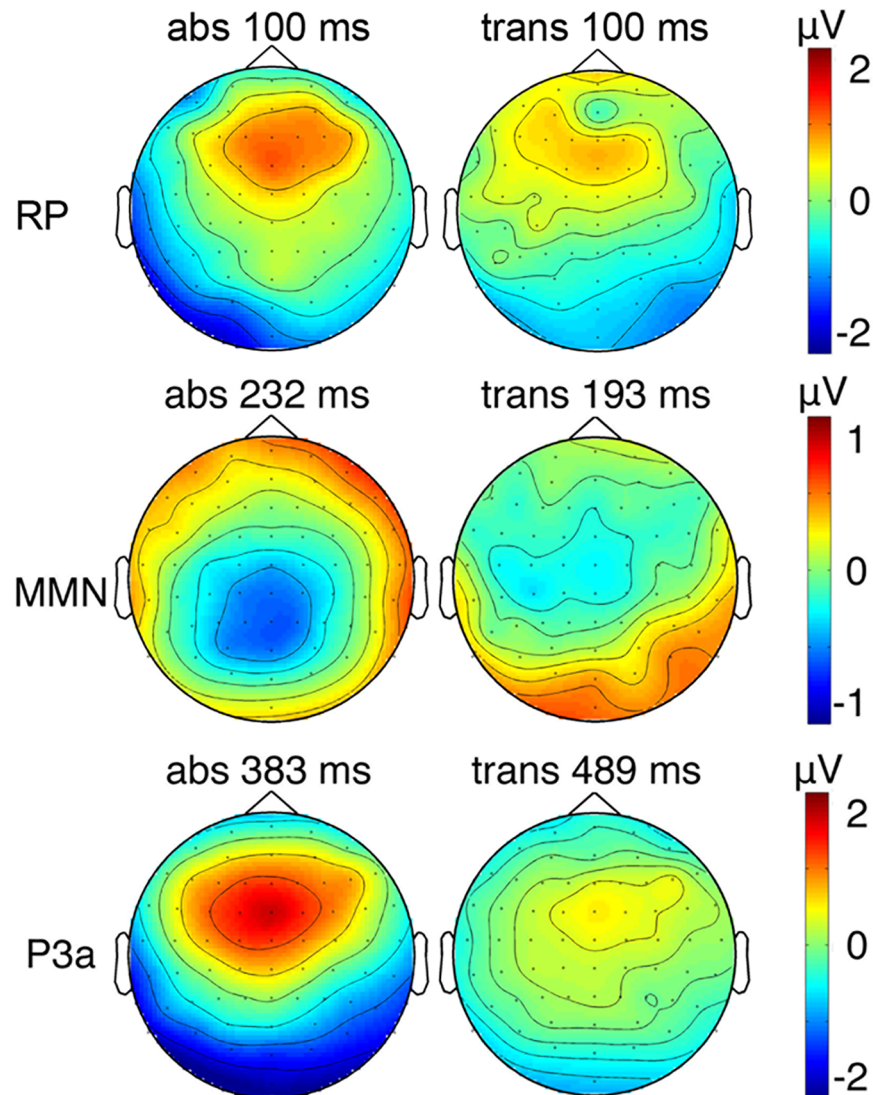 abs 100 ms
trans 100 ms
μV
RP
2
0
-2
abs 232 ms
trans 193 ms
μV
MMN
1
0
-1
abs 383 ms
trans 489 ms
μV
P3a
2
0
-2